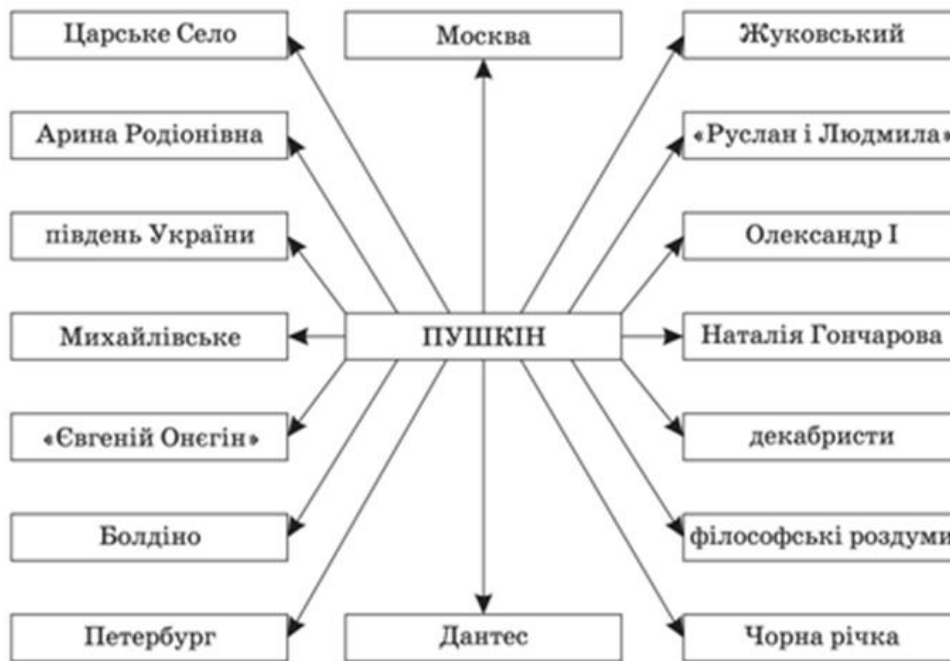 Царське Село
Москва
Жуковський
Арина Родіонівна
«Руслан і Людмила»
південь України
Олександр І
Михайлівське
ПУШКІН
Наталія Гончарова
«Євгеній Онєгін»
декабристи
Болдіно
філософські роздуми
Петербург
Дантес
Чорна річка